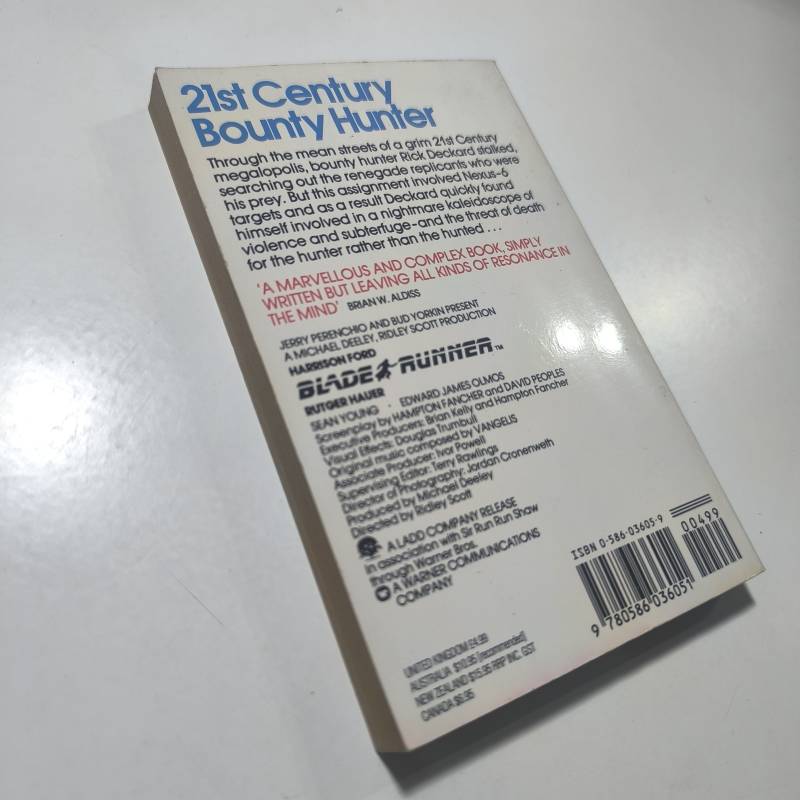 21st Century
Bounty Hunter
Through the mean streets of a grim 21st Century
megalopolis, bounty hunter Rick Deckard stalked,
searching out the renegade replicants who were
his prey. But this assignment involved Nexus-6
targets and as a result Deckard quickly found
himself involved in a nightmare kaleidoscope of
violence and subterfuge–and the threat of death
for the hunter rather than the hunted . . .
'A MARVELLOUS AND COMPLEX BOOK, SIMPLY
WRITTEN BUT LEAVING ALL KINDS OF RESONANCE IN
THE MIND' BRIAN W. ALDISS
JERRY PERENCHIO AND BUD YORKIN PRESENT
A MICHAEL DEELEY, RIDLEY SCOTT PRODUCTION
HARRISON FORD
BLADE RUNNER™
RUTGER HAUER
SEAN YOUNG · EDWARD JAMES OLMOS
Screenplay by HAMPTON FANCHER and DAVID PEOPLES
Executive Producers: Brian Kelly and Hampton Fancher
Visual Effects: Douglas Trumbull
Original music composed by VANGELIS
Associate Producer: Ivor Powell
Supervising Editor: Terry Rawlings
Director of Photography: Jordan Cronenweth
Produced by Michael Deeley
Directed by Ridley Scott
A LADD COMPANY RELEASE
in association with Sir Run Run Shaw
through Warner Bros.
A WARNER COMMUNICATIONS
COMPANY
ISBN 0-586-03605-9
00499
9 780586 036051
UNITED KINGDOM £4.99
AUSTRALIA $10.95 (recommended)
NEW ZEALAND $15.95 RRP INC. GST
CANADA $6.95